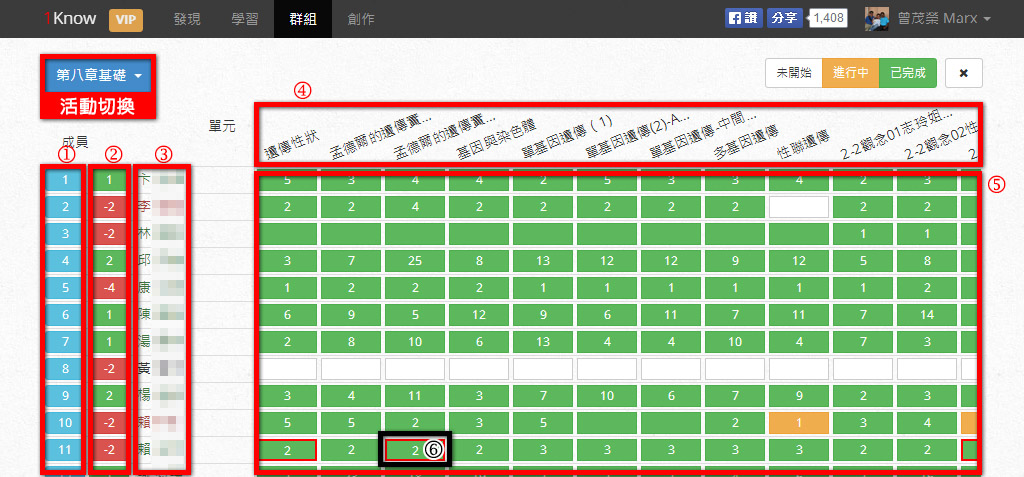 1Know VIP 發現 學習 群組 創作 讚 分享 1,408 曾茂榮 Marx
第八章基礎 未開始 進行中 已完成 ×
活動切換
④
單元 遺傳性狀 孟德爾的遺傳實... 孟德爾的遺傳實... 基因與染色體 單基因遺傳（1） 單基因遺傳(2)-A... 單基因遺傳-中間... 多基因遺傳 性聯遺傳 2-2觀念01志玲姐... 2-2觀念02性
成員
① ② ③
⑤
1 1 卞 5 3 4 4 2 5 3 3 4 2 3
2 -2 李 2 2 4 2 2 2 2 2 2 2
3 -2 林 1 1
4 2 邱 3 7 25 8 13 12 12 9 12 5 8
5 -4 康 1 2 2 2 1 1 1 1 1 1 2
6 1 陳 6 9 5 12 9 6 11 7 11 7 14
7 1 湯 2 8 10 6 13 4 4 10 4 7 3
8 -2 黃
9 2 楊 3 4 11 3 7 10 6 7 9 2 3
10 -2 賴 5 5 2 3 5 2 1 3 4
11 -2 賴 2 2 2 ⑥ 2 3 3 3 3 3 2 2